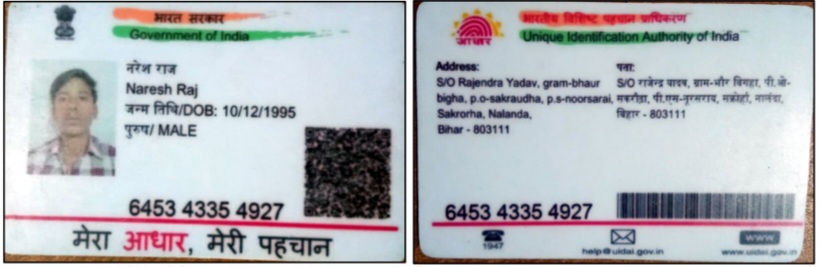 भारत सरकार
Government of India
नरेश राज
Naresh Raj
जन्म तिथि/DOB: 10/12/1995
पुरुष/ MALE
6453 4335 4927
मेरा आधार, मेरी पहचान
भारतीय विशिष्ट पहचान प्राधिकरण
Unique Identification Authority of India
आधार
Address:
S/O Rajendra Yadav, gram-bhaur
bigha, p.o-sakraudha, p.s-noorsarai,
Sakrorha, Nalanda,
Bihar - 803111
पता:
S/O राजेन्द्र यादव, ग्राम-भौर बिगहा, पी.ओ-
सकरौढा, पी.एस-नुरसराय, सक्रोर्हा, नालंदा,
बिहार - 803111
6453 4335 4927
1947
help@uidai.gov.in
www
www.uidai.gov.in